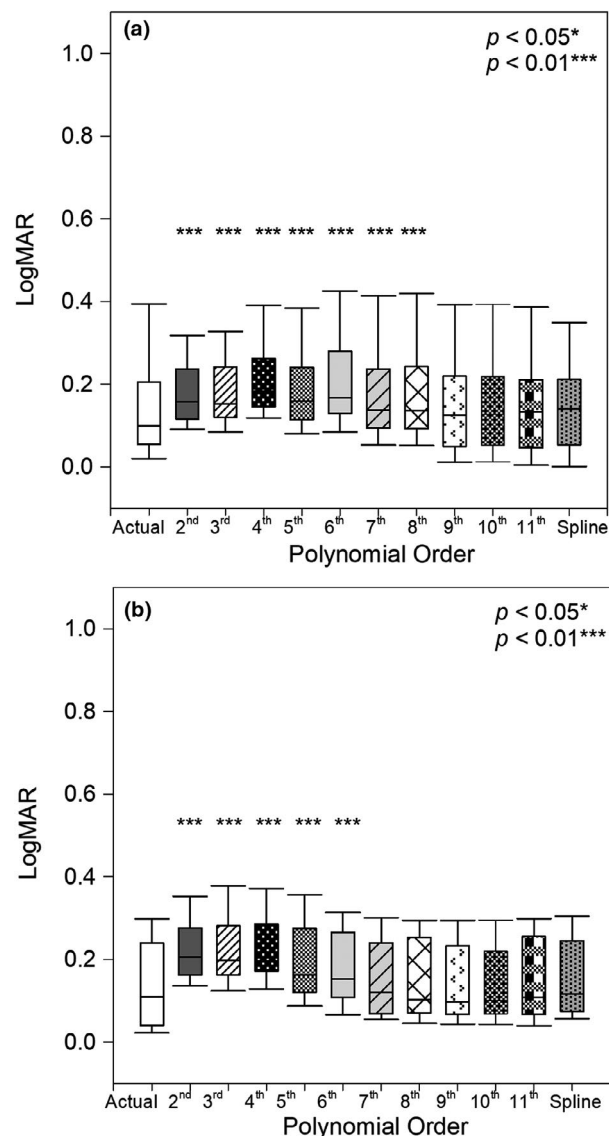 (a)
p < 0.05*
p < 0.01***
LogMAR
1.0
0.8
0.6
0.4
0.2
0.0
*** *** *** *** *** *** ***
Actual 2nd 3rd 4th 5th 6th 7th 8th 9th 10th 11th Spline
Polynomial Order
(b)
p < 0.05*
p < 0.01***
LogMAR
1.0
0.8
0.6
0.4
0.2
0.0
*** *** *** *** ***
Actual 2nd 3rd 4th 5th 6th 7th 8th 9th 10th 11th Spline
Polynomial Order